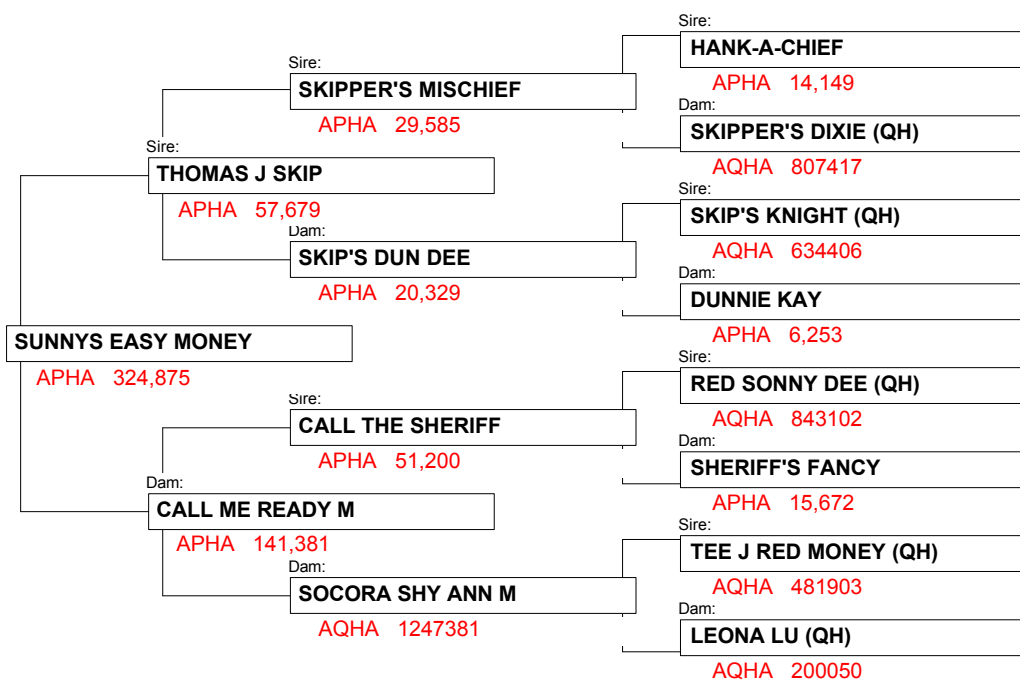 Sire:
HANK-A-CHIEF
APHA 14,149
Sire:
SKIPPER'S MISCHIEF
APHA 29,585
Dam:
SKIPPER'S DIXIE (QH)
AQHA 807417
Sire:
THOMAS J SKIP
APHA 57,679
Sire:
SKIP'S KNIGHT (QH)
AQHA 634406
Dam:
SKIP'S DUN DEE
APHA 20,329
Dam:
DUNNIE KAY
APHA 6,253
SUNNYS EASY MONEY
APHA 324,875
Sire:
RED SONNY DEE (QH)
AQHA 843102
Sire:
CALL THE SHERIFF
APHA 51,200
Dam:
SHERIFF'S FANCY
APHA 15,672
Dam:
CALL ME READY M
APHA 141,381
Sire:
TEE J RED MONEY (QH)
AQHA 481903
Dam:
SOCORA SHY ANN M
AQHA 1247381
Dam:
LEONA LU (QH)
AQHA 200050